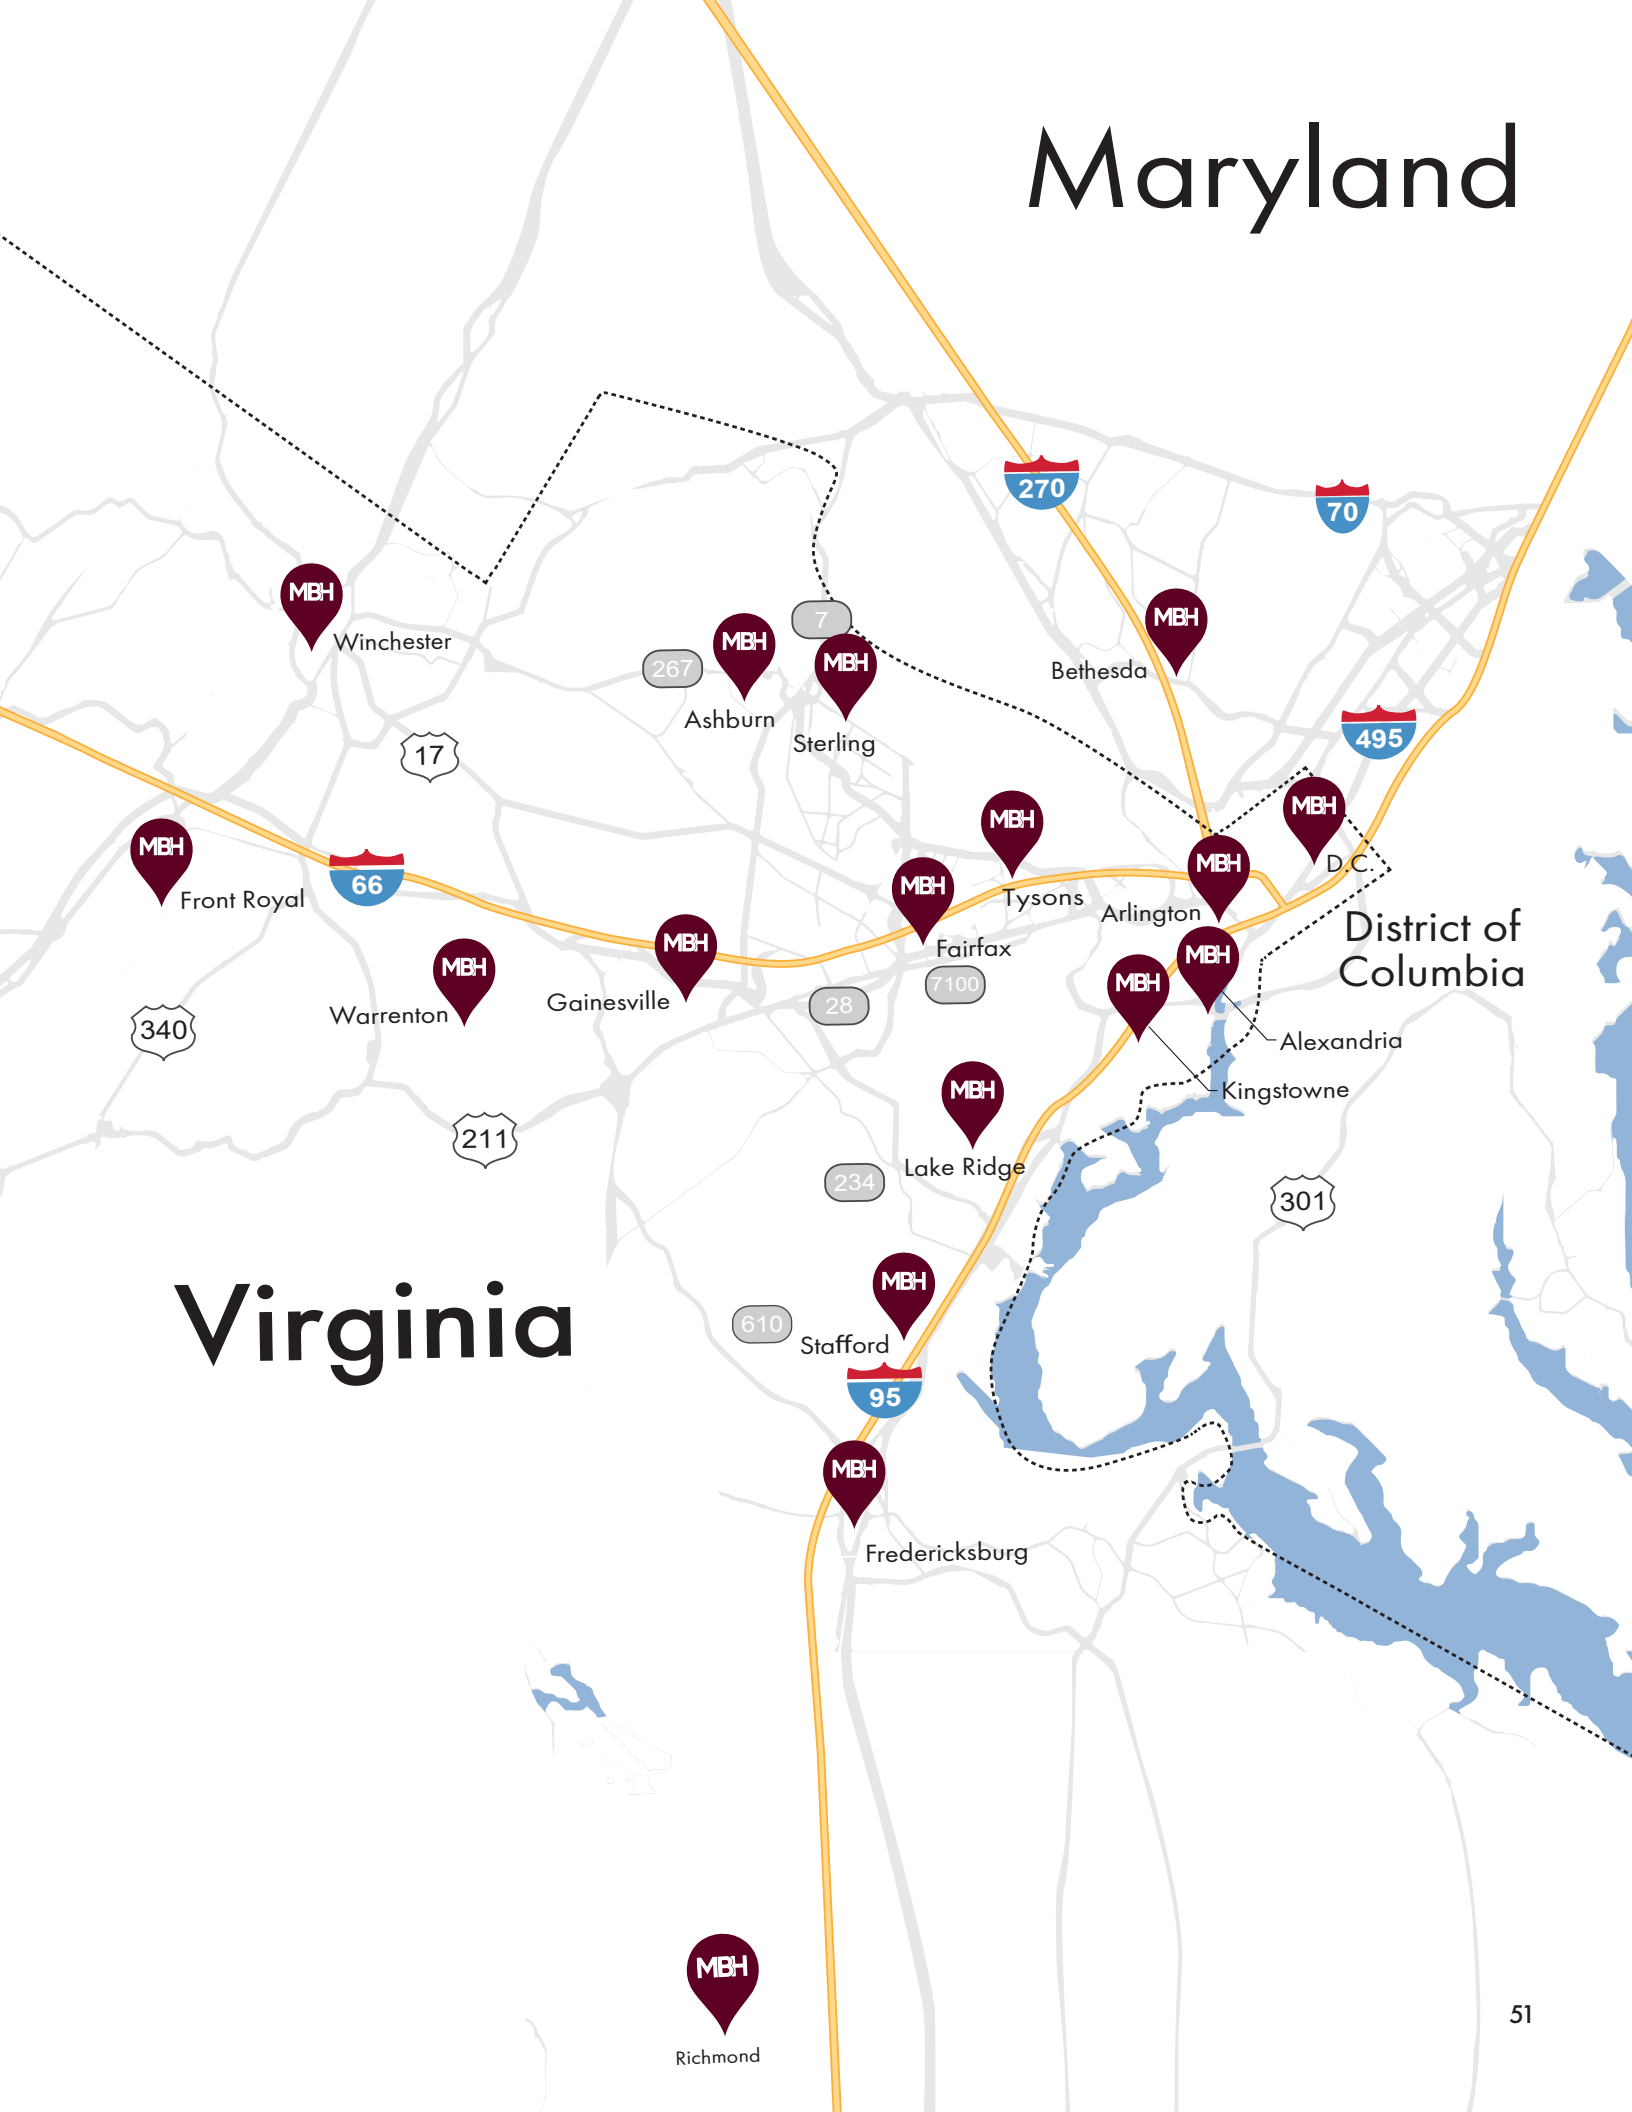 Maryland
270
70
MBH
Winchester
MBH
Bethesda
7
MBH
Ashburn
267
MBH
Sterling
495
17
MBH
D.C.
MBH
Tysons
MBH
Front Royal
66
MBH
Arlington
MBH
Fairfax
District of
Columbia
MBH
Gainesville
MBH
Warrenton
MBH
Alexandria
MBH
Kingstowne
7100
28
340
211
MBH
Lake Ridge
234
301
Virginia
MBH
Stafford
610
95
MBH
Fredericksburg
MBH
Richmond
51